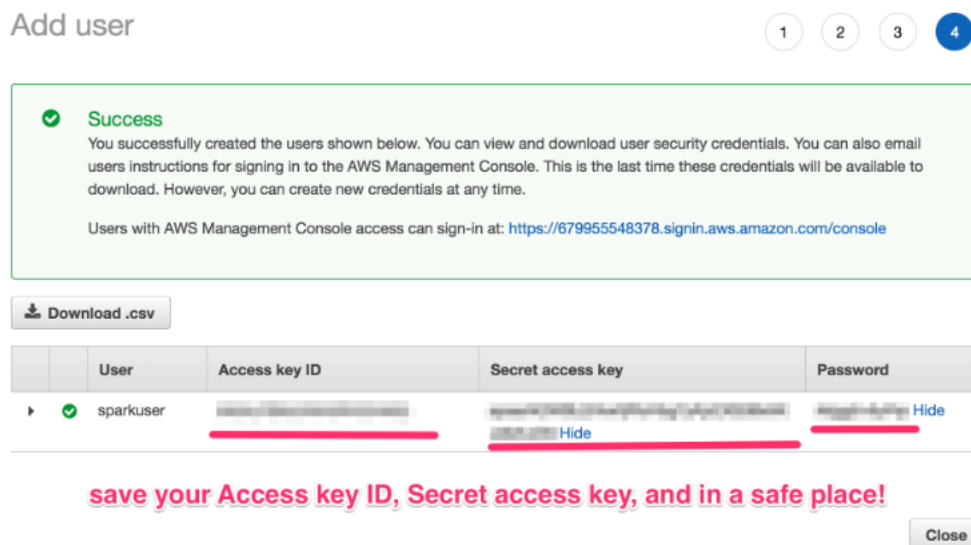 Add user
1 2 3 4
Success
You successfully created the users shown below. You can view and download user security credentials. You can also email
users instructions for signing in to the AWS Management Console. This is the last time these credentials will be available to
download. However, you can create new credentials at any time.
Users with AWS Management Console access can sign-in at: https://679955548378.signin.aws.amazon.com/console
Download .csv
User Access key ID Secret access key Password
sparkuser Hide
Hide
save your Access key ID, Secret access key, and in a safe place!
Close